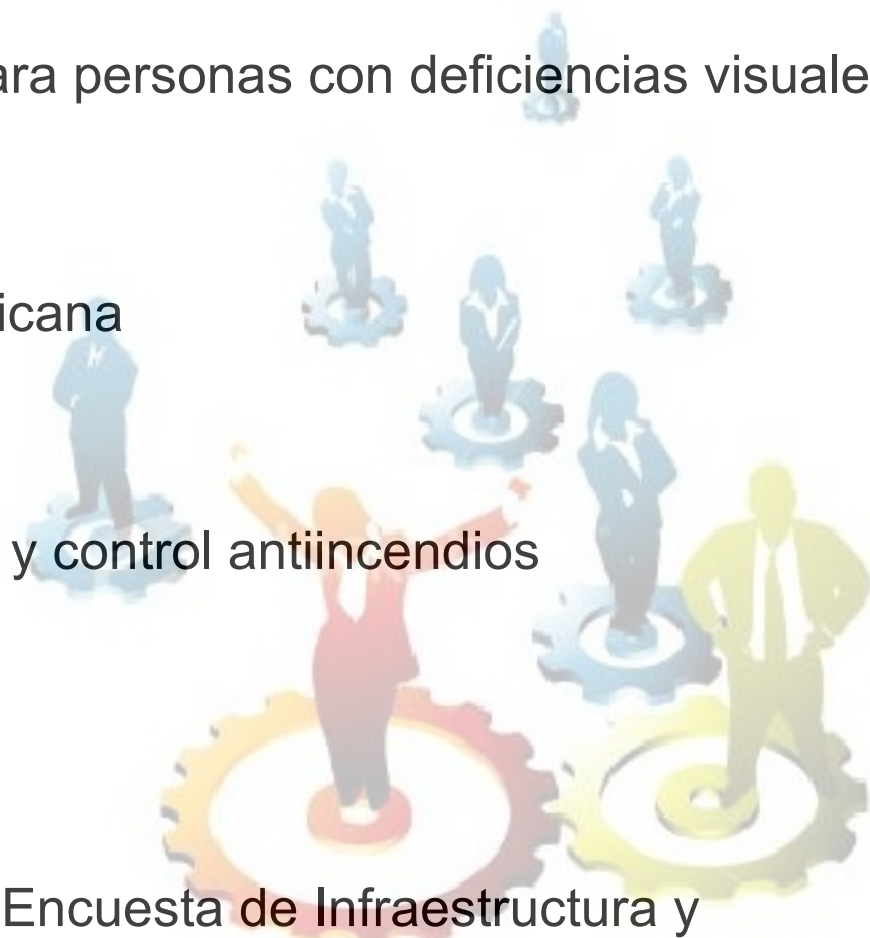 ara personas con deficiencias visuale
icana
y control antiincendios
Encuesta de Infraestructura y